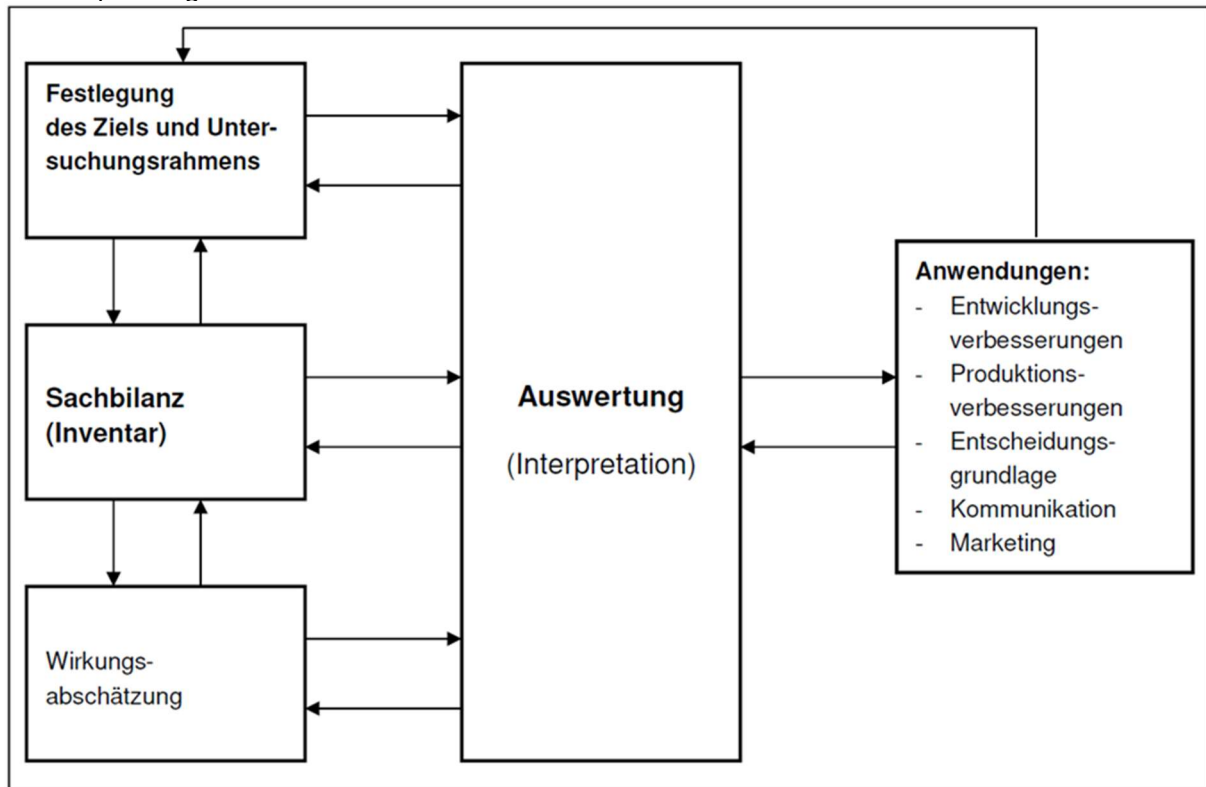 Festlegung
des Ziels und Unter-
suchungsrahmens
Sachbilanz
(Inventar)
Wirkungs-
abschätzung
Auswertung
(Interpretation)
Anwendungen:
- Entwicklungs-
verbesserungen
- Produktions-
verbesserungen
- Entscheidungs-
grundlage
- Kommunikation
- Marketing